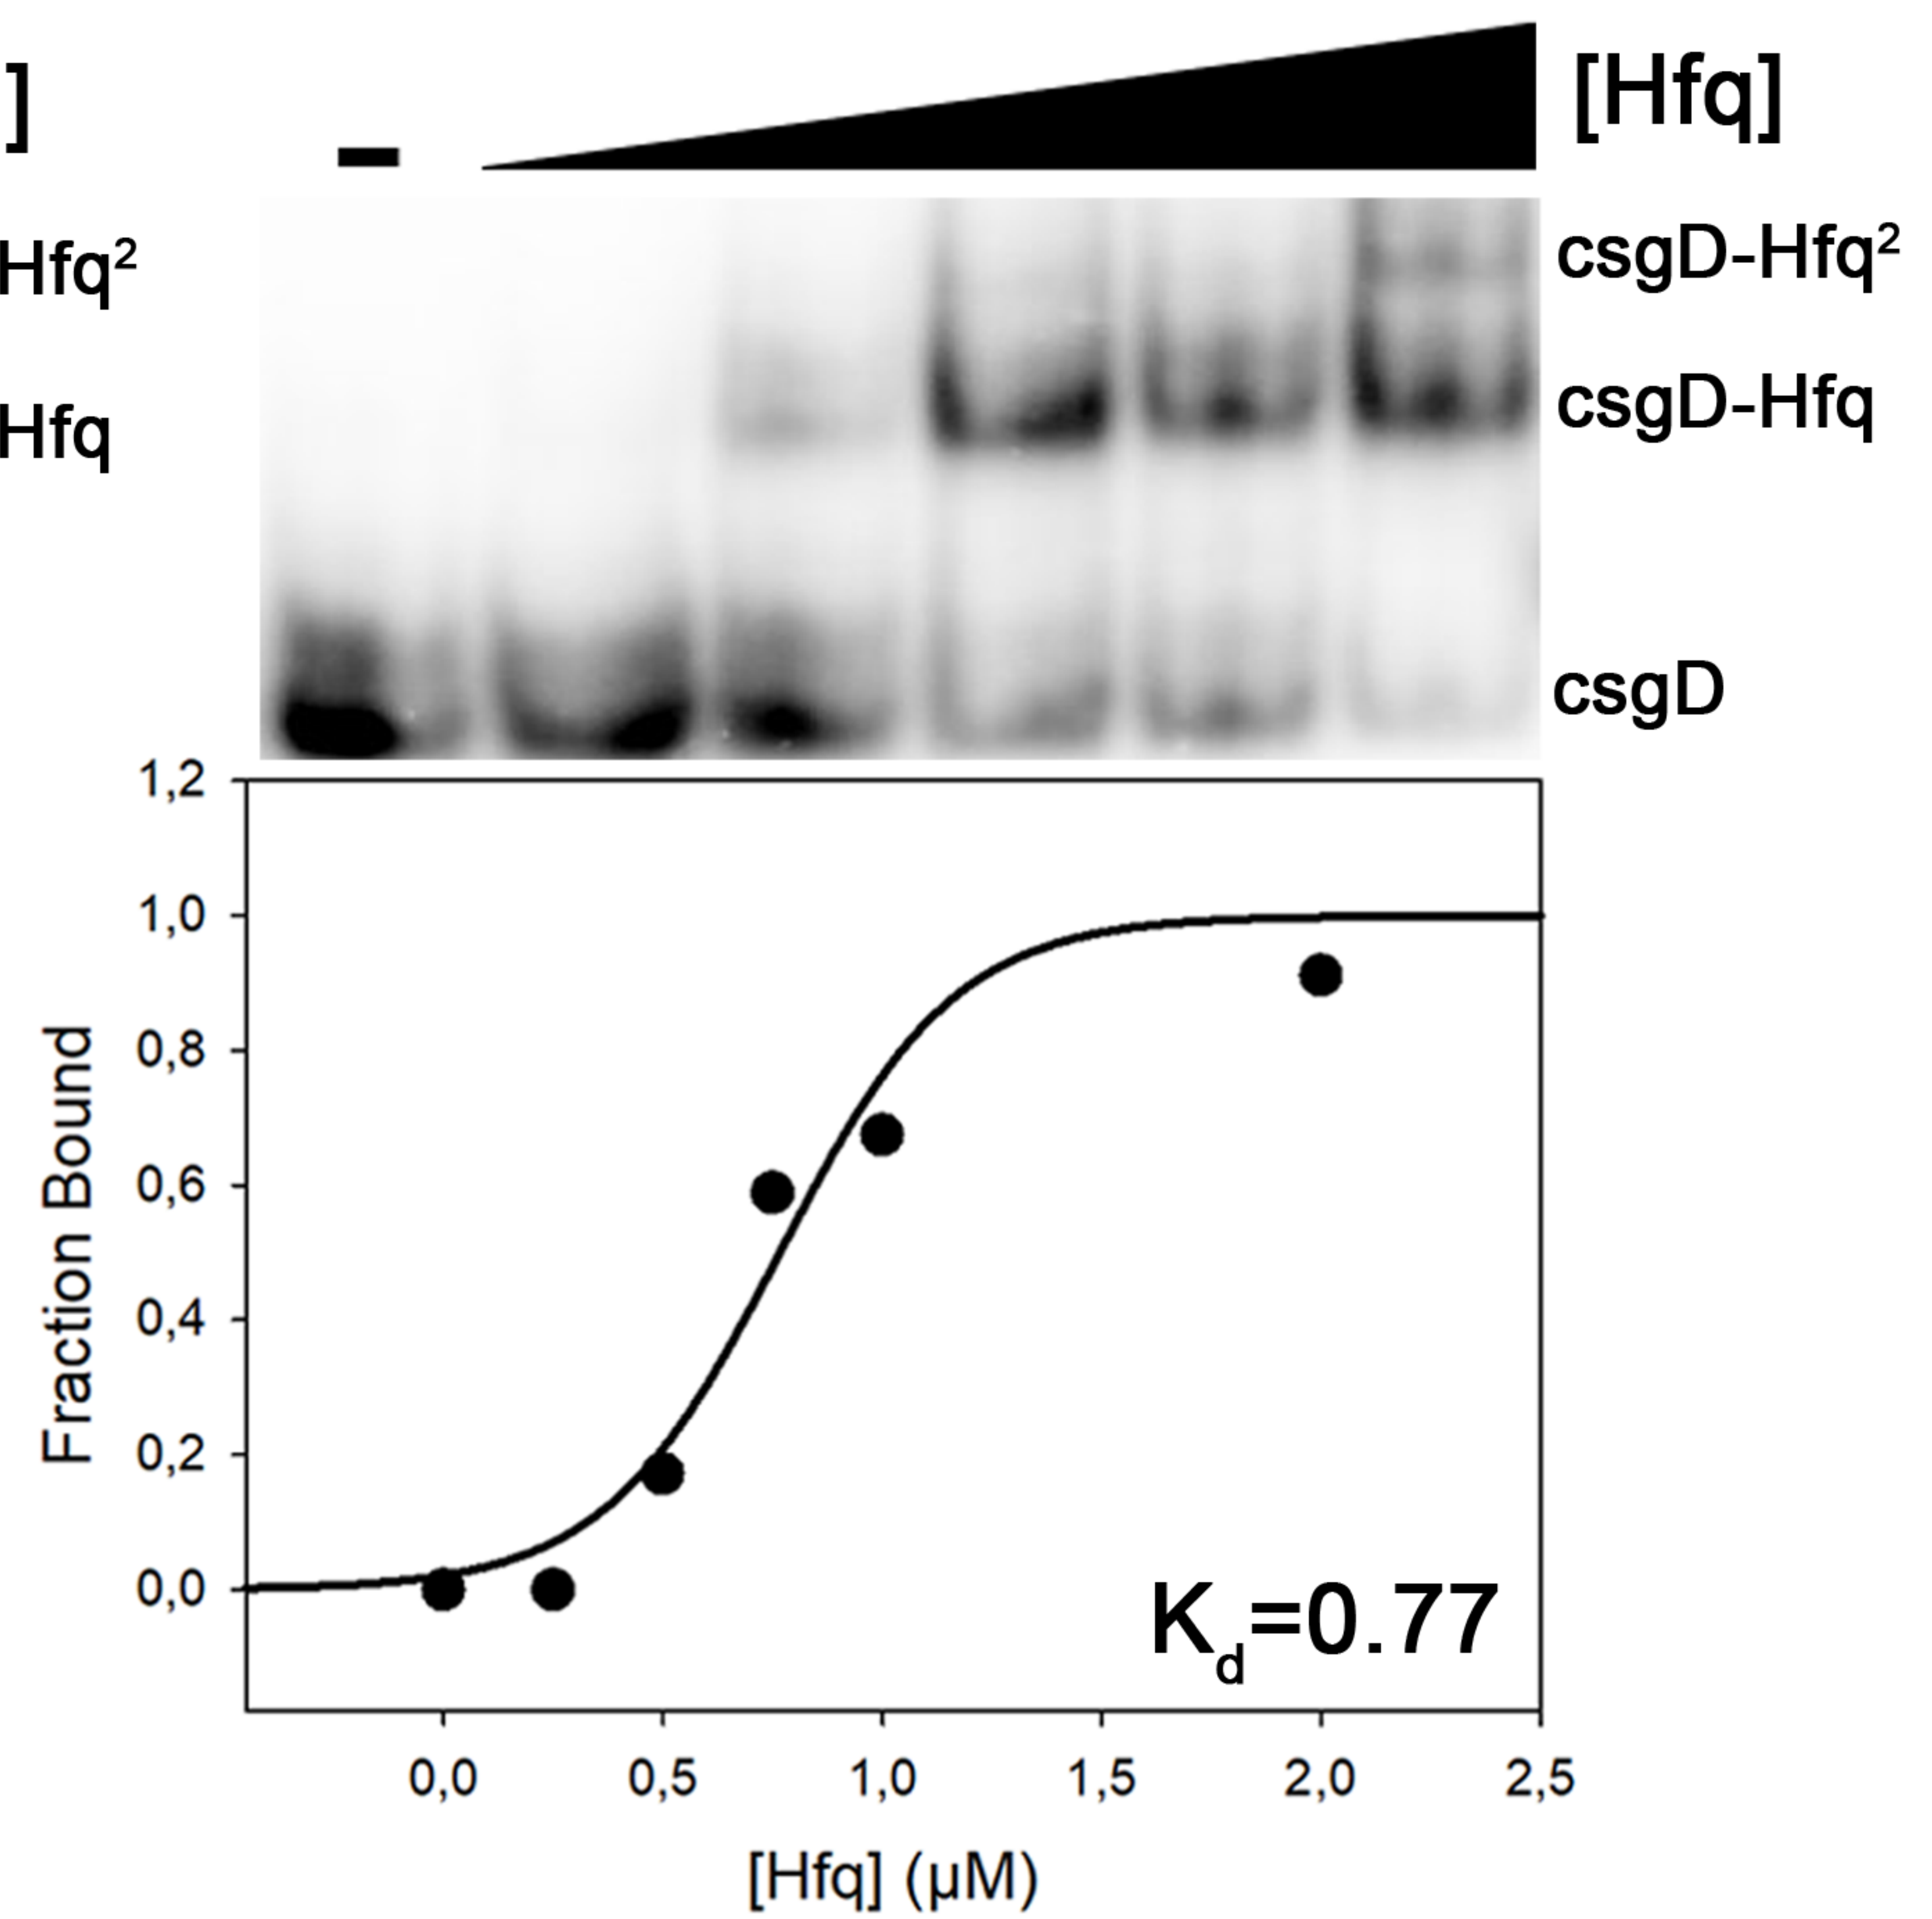 ]
[Hfq]
Hfq²
csgD-Hfq²
Hfq
csgD-Hfq
csgD
1,2
1,0
0,8
0,6
0,4
0,2
0,0
Fraction Bound
K_d=0.77
0,0 0,5 1,0 1,5 2,0 2,5
[Hfq] (µM)